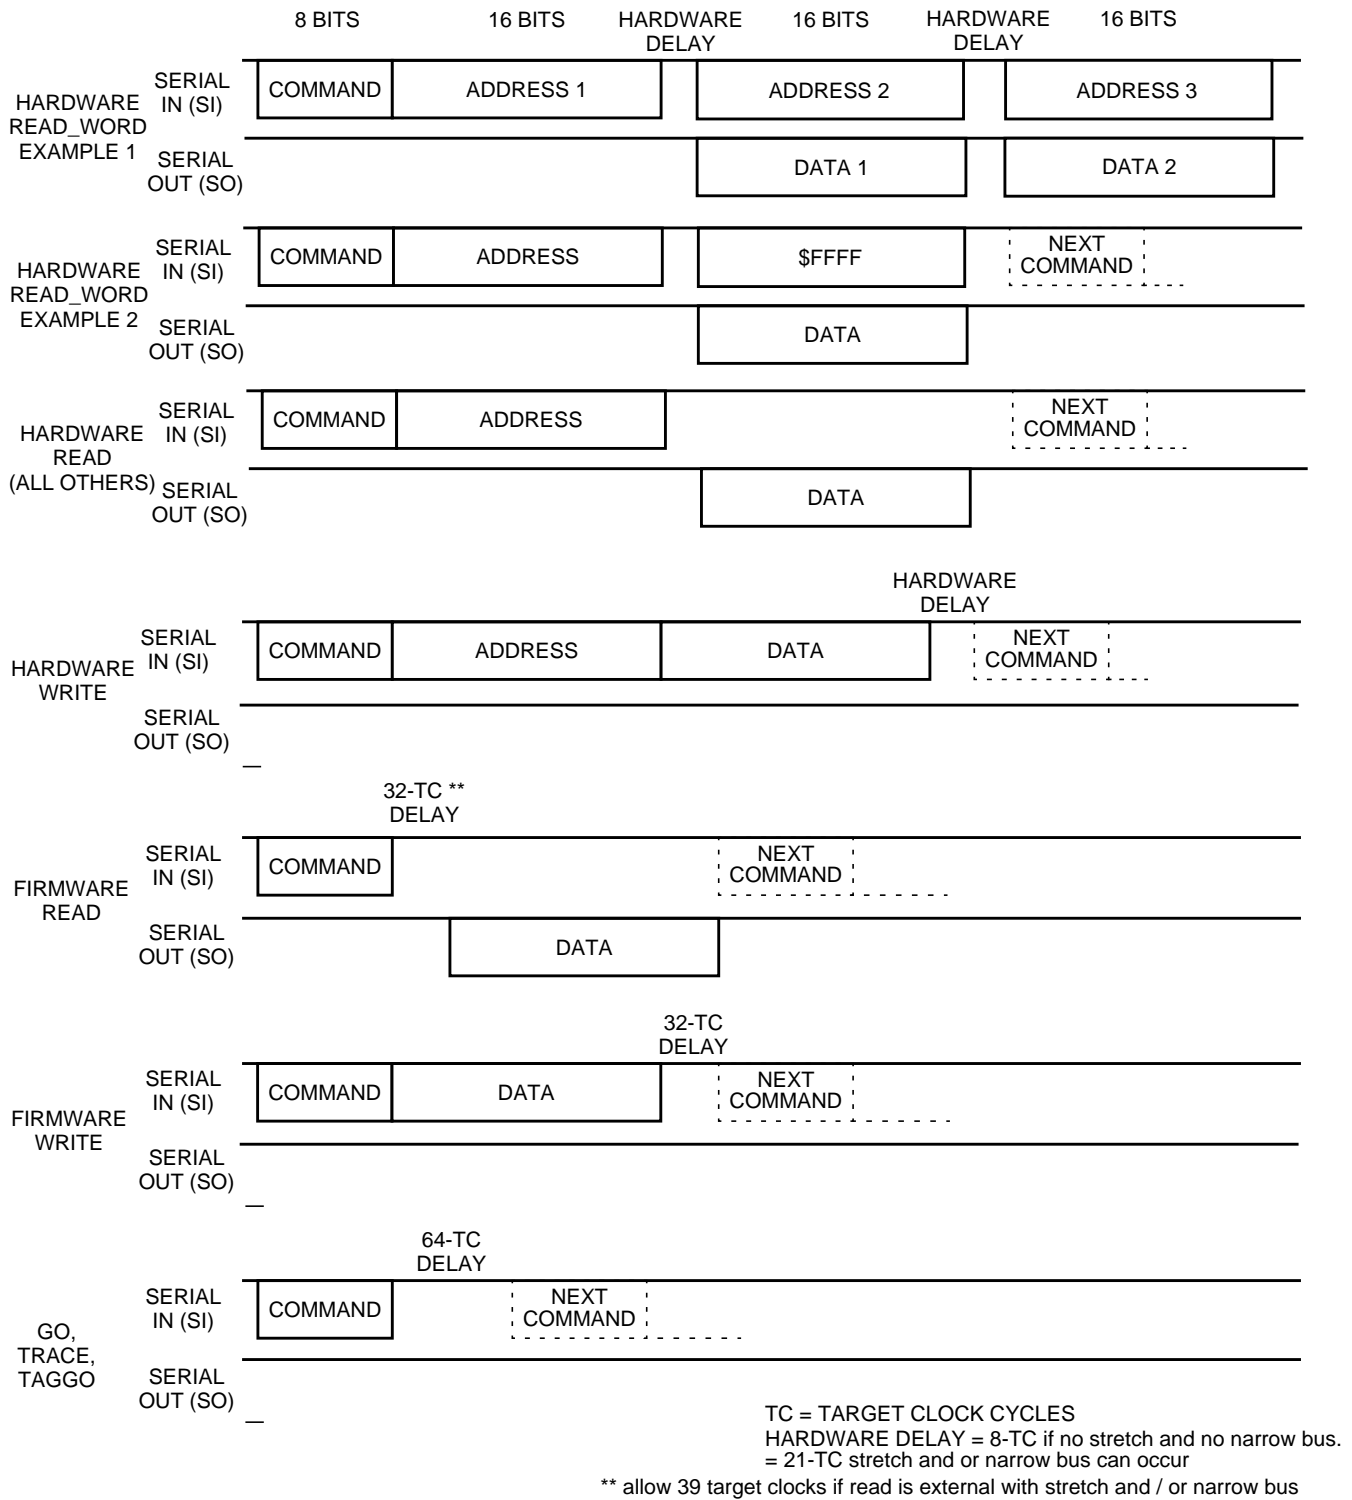 8 BITS 16 BITS HARDWARE 16 BITS HARDWARE 16 BITS
DELAY DELAY
HARDWARE
READ_WORD
EXAMPLE 1
SERIAL
IN (SI)
COMMAND ADDRESS 1 ADDRESS 2 ADDRESS 3
SERIAL
OUT (SO)
DATA 1 DATA 2
HARDWARE
READ_WORD
EXAMPLE 2
SERIAL
IN (SI)
COMMAND ADDRESS $FFFF
NEXT
COMMAND
SERIAL
OUT (SO)
DATA
HARDWARE
READ
(ALL OTHERS)
SERIAL
IN (SI)
COMMAND ADDRESS
NEXT
COMMAND
SERIAL
OUT (SO)
DATA
HARDWARE
DELAY
HARDWARE
WRITE
SERIAL
IN (SI)
COMMAND ADDRESS DATA
NEXT
COMMAND
SERIAL
OUT (SO)
32-TC **
DELAY
FIRMWARE
READ
SERIAL
IN (SI)
COMMAND
NEXT
COMMAND
SERIAL
OUT (SO)
DATA
32-TC
DELAY
FIRMWARE
WRITE
SERIAL
IN (SI)
COMMAND DATA
NEXT
COMMAND
SERIAL
OUT (SO)
64-TC
DELAY
GO,
TRACE,
TAGGO
SERIAL
IN (SI)
COMMAND
NEXT
COMMAND
SERIAL
OUT (SO)
TC = TARGET CLOCK CYCLES
HARDWARE DELAY = 8-TC if no stretch and no narrow bus.
= 21-TC stretch and or narrow bus can occur
** allow 39 target clocks if read is external with stretch and / or narrow bus